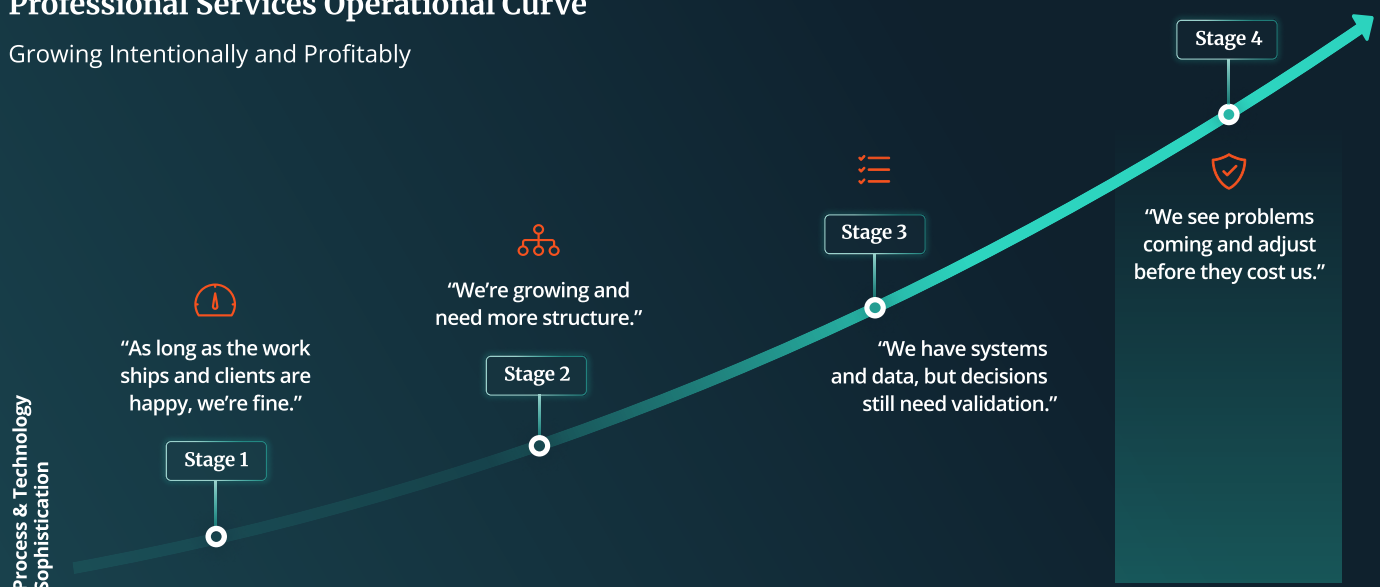 Professional Services Operational Curve
Growing Intentionally and Profitably
Stage 4
“We see problems
coming and adjust
before they cost us.”
Stage 3
“We have systems
and data, but decisions
still need validation.”
“We’re growing and
need more structure.”
Stage 2
“As long as the work
ships and clients are
happy, we’re fine.”
Stage 1
Process & Technology
Sophistication